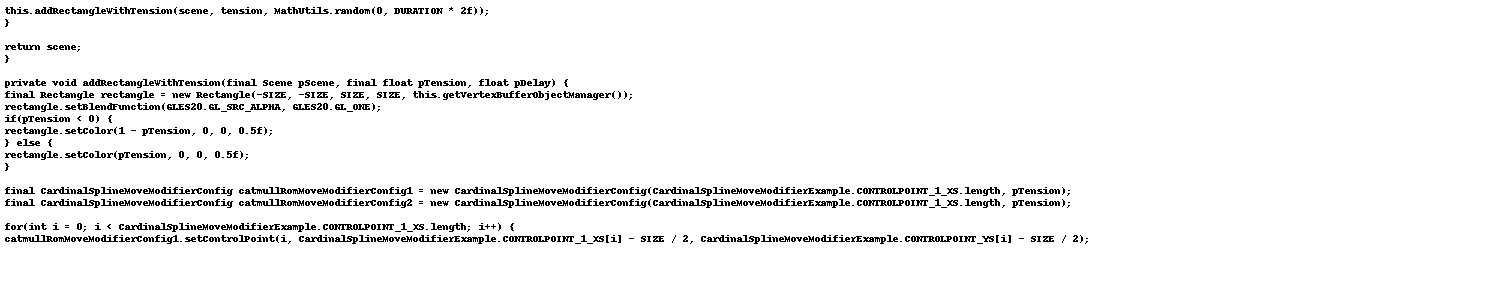 this.addRectangleWithTension(scene, tension, MathUtils.random(0, DURATION * 2f));
}
return scene;
}
private void addRectangleWithTension(final Scene pScene, final float pTension, float pDelay) {
final Rectangle rectangle = new Rectangle(-SIZE, -SIZE, SIZE, SIZE, this.getVertexBufferObjectManager());
rectangle.setBlendFunction(GLES20.GL_SRC_ALPHA, GLES20.GL_ONE);
if(pTension < 0) {
rectangle.setColor(1 - pTension, 0, 0, 0.5f);
} else {
rectangle.setColor(pTension, 0, 0, 0.5f);
}
final CardinalSplineMoveModifierConfig catmullRomMoveModifierConfig1 = new CardinalSplineMoveModifierConfig(CardinalSplineMoveModifierExample.CONTROLPOINT_1_XS.length, pTension);
final CardinalSplineMoveModifierConfig catmullRomMoveModifierConfig2 = new CardinalSplineMoveModifierConfig(CardinalSplineMoveModifierExample.CONTROLPOINT_1_XS.length, pTension);
for(int i = 0; i < CardinalSplineMoveModifierExample.CONTROLPOINT_1_XS.length; i++) {
catmullRomMoveModifierConfig1.setControlPoint(i, CardinalSplineMoveModifierExample.CONTROLPOINT_1_XS[i] - SIZE / 2, CardinalSplineMoveModifierExample.CONTROLPOINT_YS[i] - SIZE / 2);